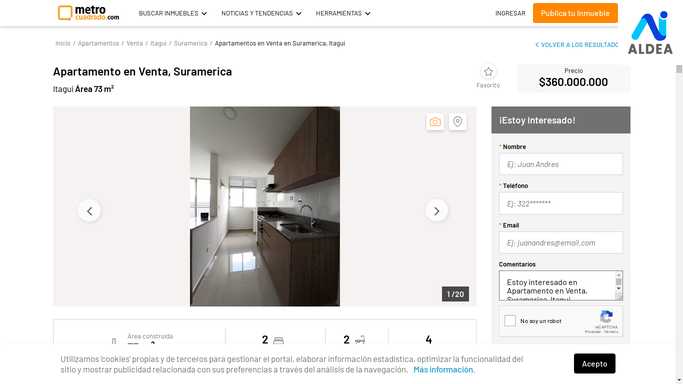 metro
cuadrado.com
BUSCAR INMUEBLES
NOTICIAS Y TENDENCIAS
HERRAMIENTAS
INGRESAR
Publica tu Inmueble
ALDEA
Inicio / Apartamentos / Venta / Itagui / Suramerica / Apartamentos en Venta en Suramerica, Itagui
VOLVER A LOS RESULTADO
Apartamento en Venta, Suramerica
Itagui Área 73 m²
Favorito
Precio
$360.000.000
1 / 20
¡Estoy Interesado!
* Nombre
Ej: Juan Andres
* Teléfono
Ej: 322*******
* Email
Ej: juanandres@email.com
Comentarios
Estoy interesado en
Apartamento en Venta,
Suramerica, Itagui
No soy un robot
reCAPTCHA
Privacidad - Términos
Área construida
2
2
4
Utilizamos 'cookies' propias y de terceros para gestionar el portal, elaborar información estadística, optimizar la funcionalidad del
sitio y mostrar publicidad relacionada con sus preferencias a través del análisis de la navegación. Más información.
Acepto